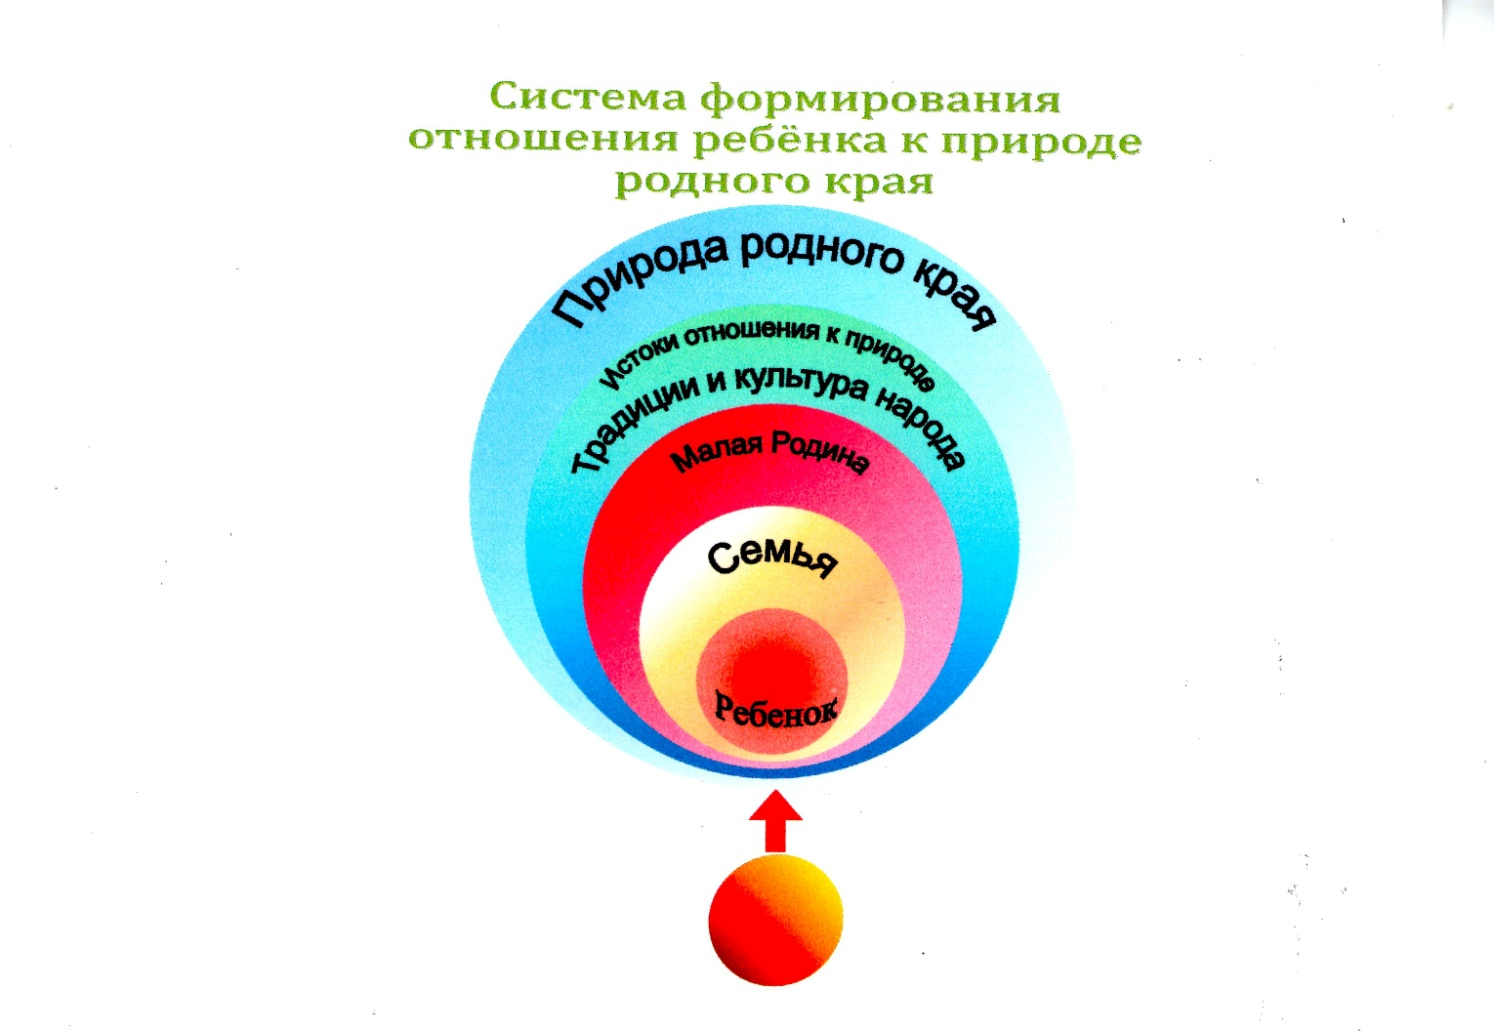 Система формирования
отношения ребёнка к природе
родного края
Природа родного края
Истоки отношения к природе
Традиции и культура народа
Малая Родина
Семья
Ребенок